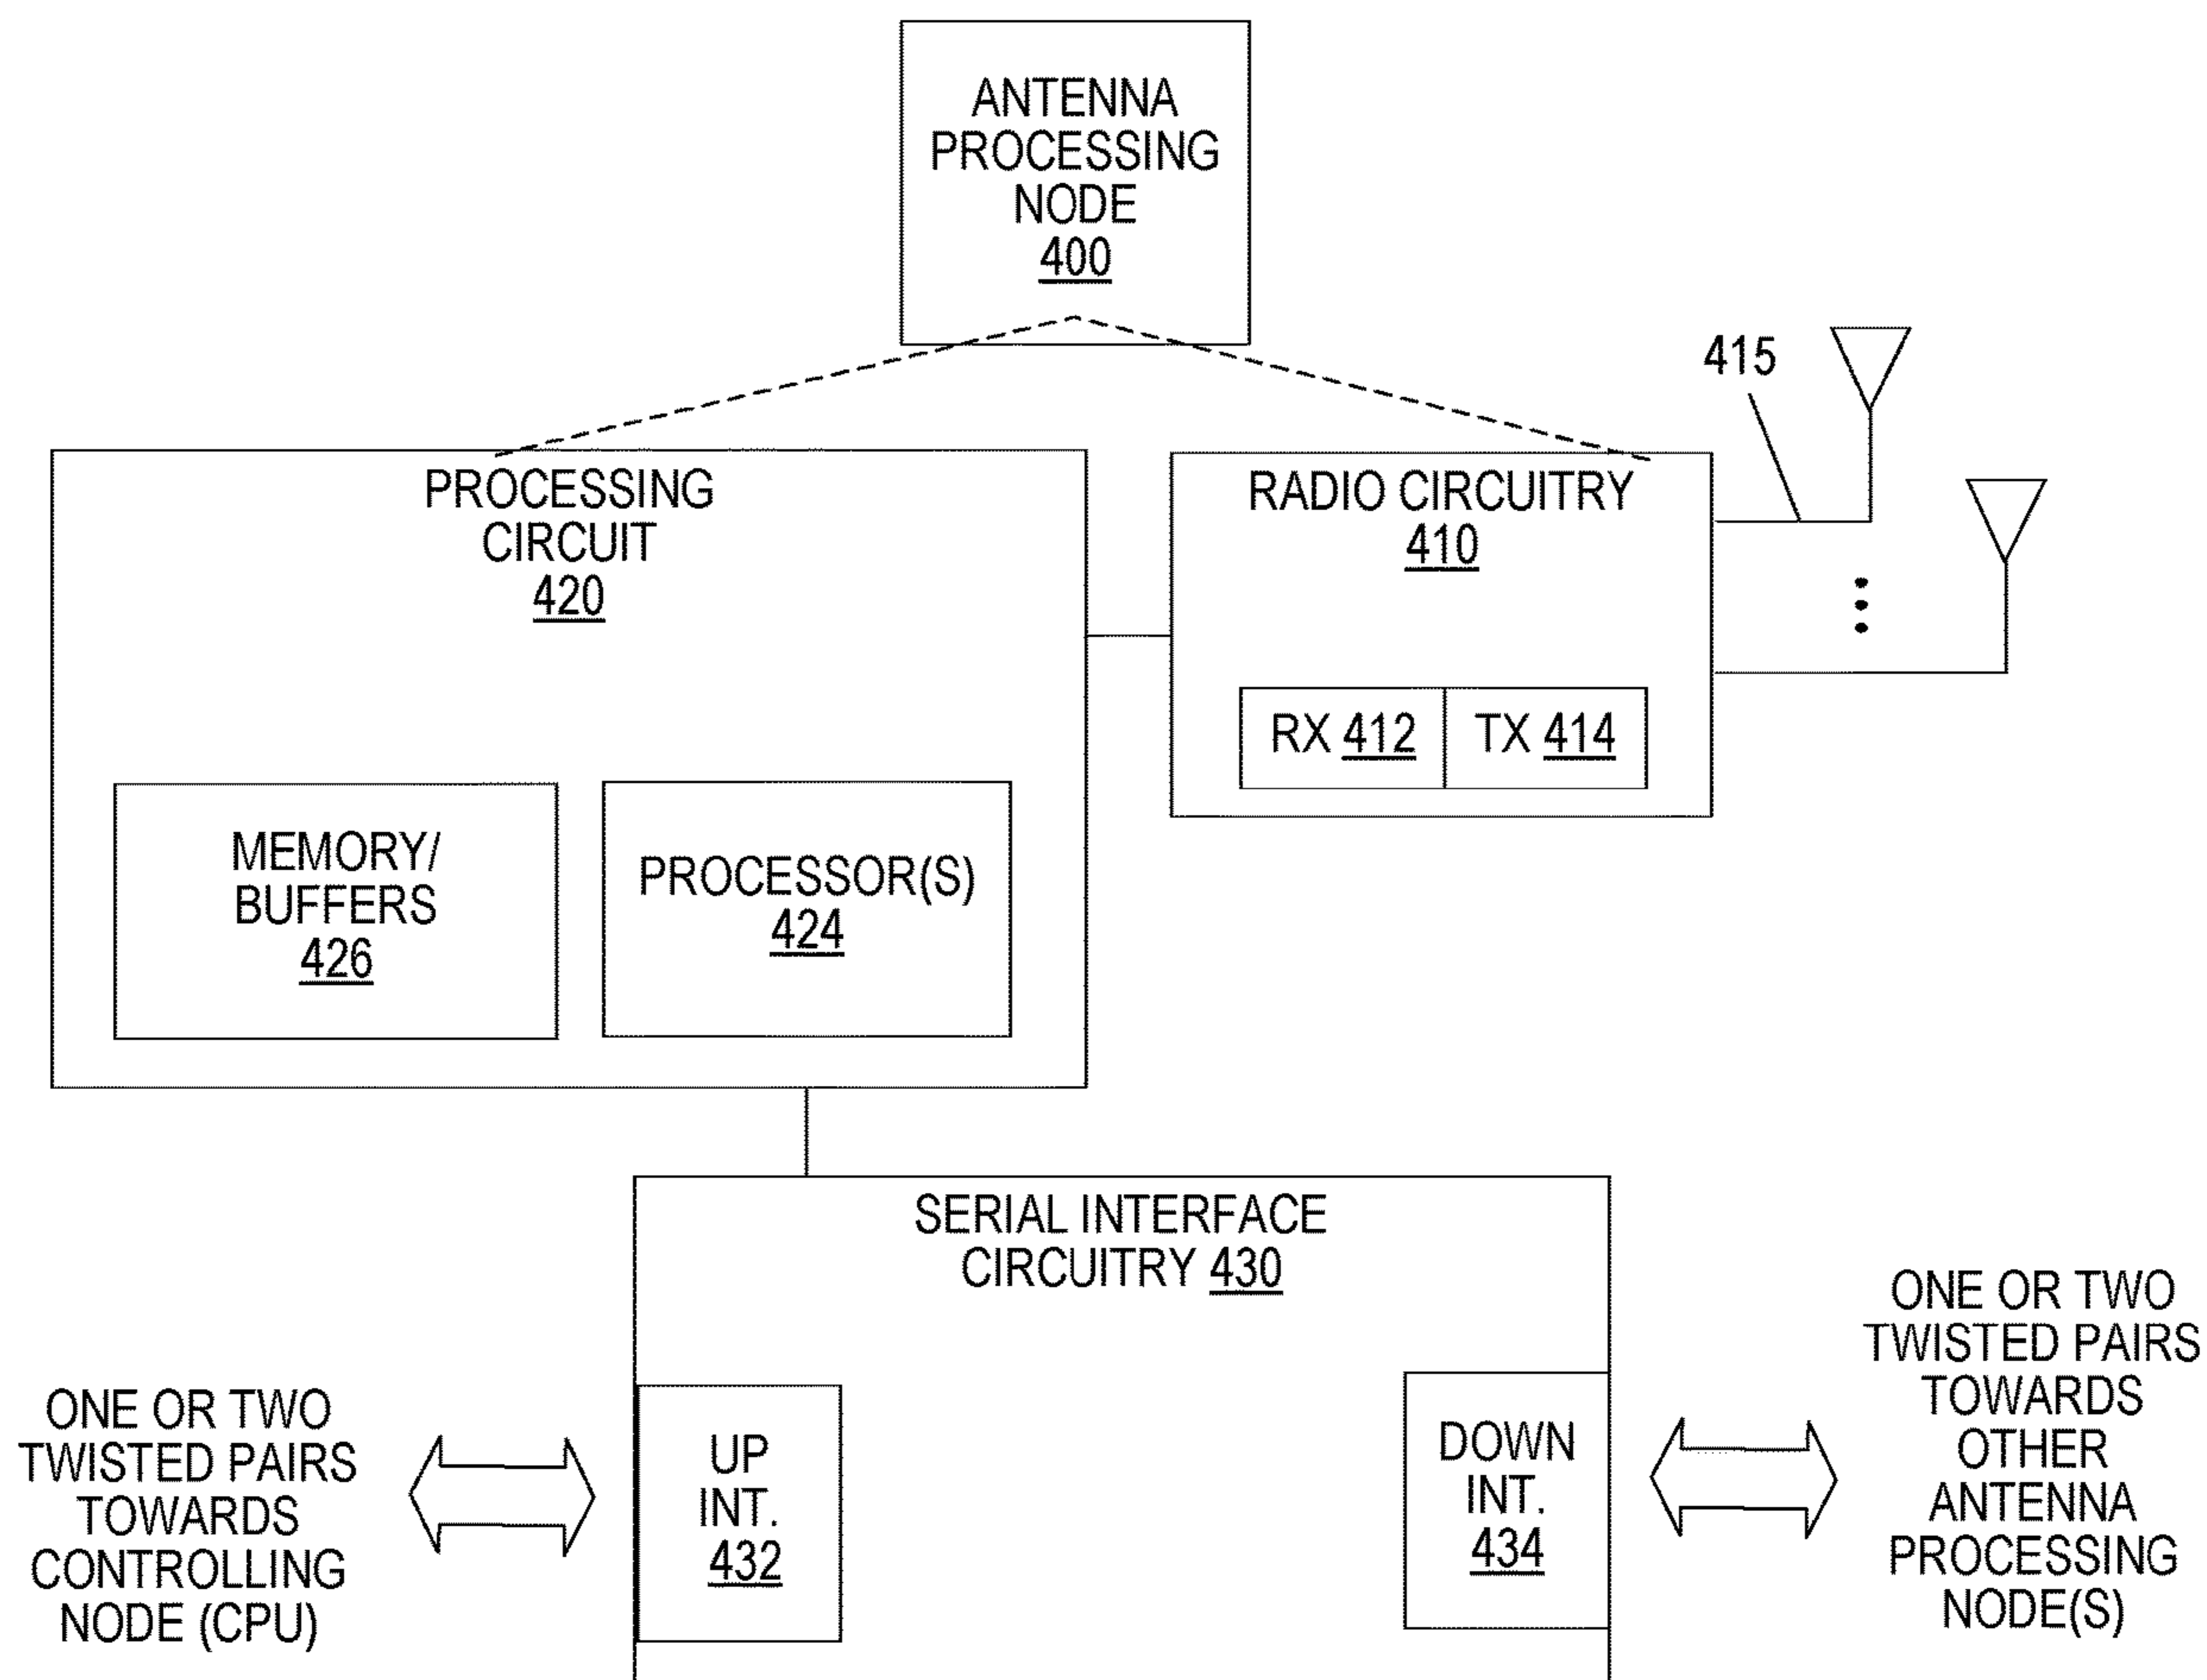 ANTENNA
PROCESSING
NODE
400
415
PROCESSING
CIRCUIT
420
RADIO CIRCUITRY
410
RX 412
TX 414
MEMORY/
BUFFERS
426
PROCESSOR(S)
424
SERIAL INTERFACE
CIRCUITRY 430
ONE OR TWO
TWISTED PAIRS
TOWARDS
CONTROLLING
NODE (CPU)
UP
INT.
432
DOWN
INT.
434
ONE OR TWO
TWISTED PAIRS
TOWARDS
OTHER
ANTENNA
PROCESSING
NODE(S)